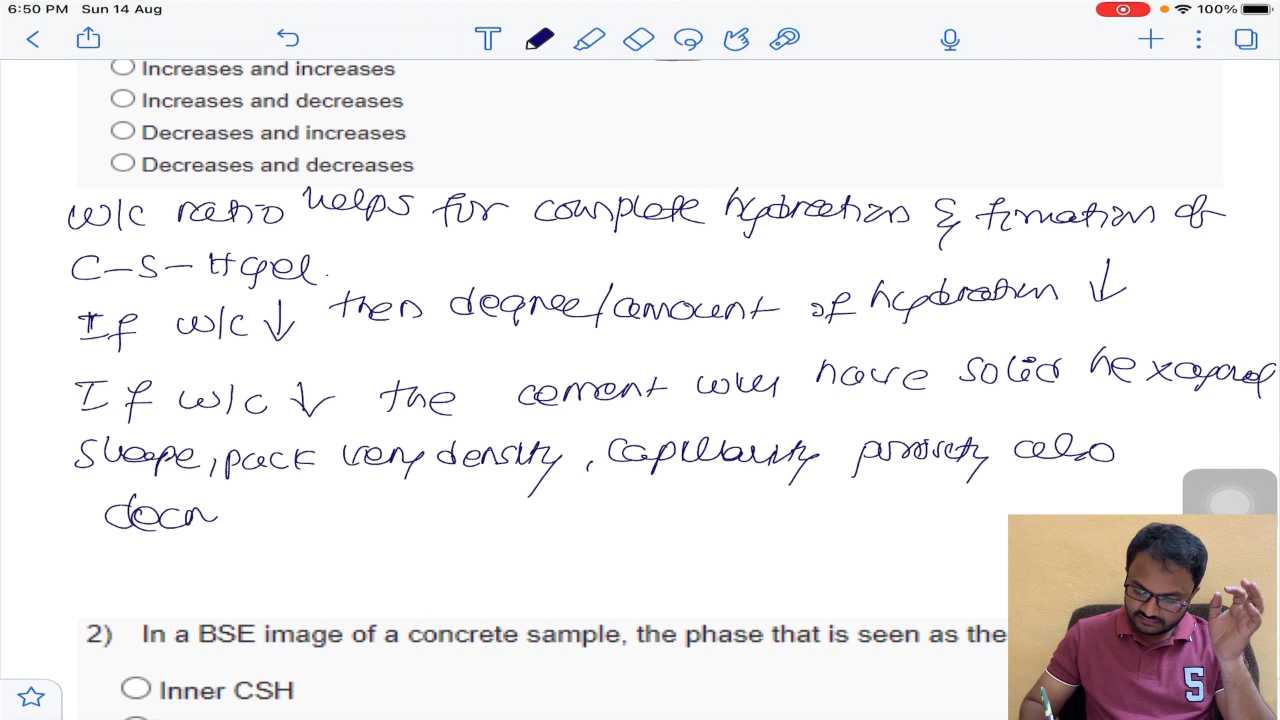 6:50 PM Sun 14 Aug
100%
Increases and increases
Increases and decreases
Decreases and increases
Decreases and decreases
w/c ratio helps for complete hydration & formation of
C-S-H gel.
If w/c ↓ then degree/amount of hydration ↓
If w/c ↓ the cement will have solid hexagonal
shape, pack very density, capillarity porosity also
decr
2) In a BSE image of a concrete sample, the phase that is seen as the
Inner CSH
S